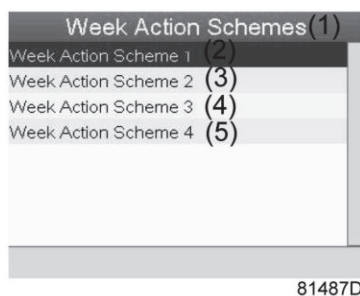 Week Action Schemes(1)
Week Action Scheme 1 (2)
Week Action Scheme 2 (3)
Week Action Scheme 3 (4)
Week Action Scheme 4 (5)
81487D